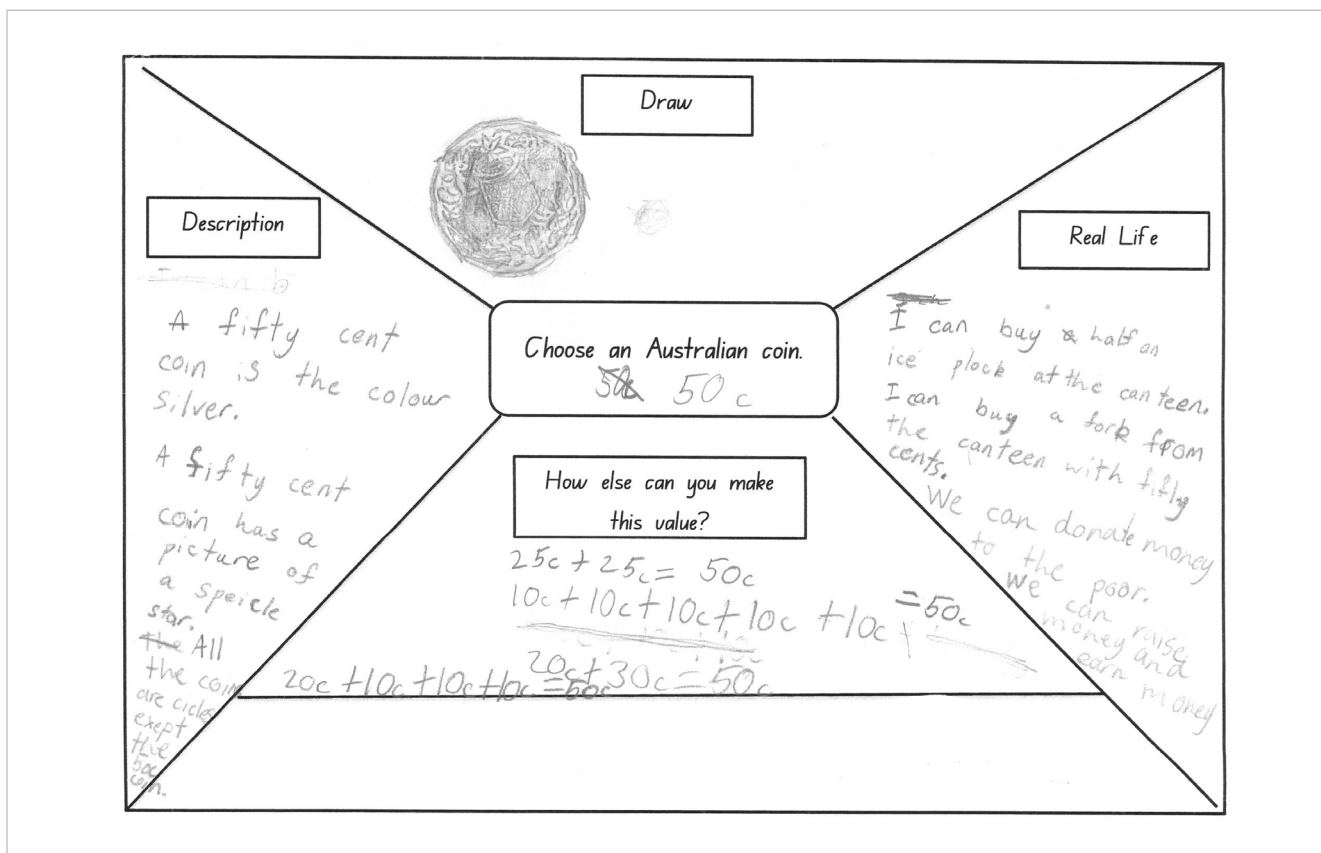 Draw
Description
A fifty cent
coin is the colour
silver.
A fifty cent
coin has a
picture of
a speicle
star.
the All
the coins
are circles
exept
the
50c
coin.
Choose an Australian coin.
50c 50c
How else can you make
this value?
25c + 25c = 50c
10c + 10c + 10c + 10c + 10c = 50c
20c + 30c = 50c
20c + 10c + 10c + 10c = 50c
Real Life
I can buy a half an
ice plock at the canteen.
I can buy a fork from
the canteen with fifty
cents.
We can donate money
to the poor.
We can raise
money and
earn money